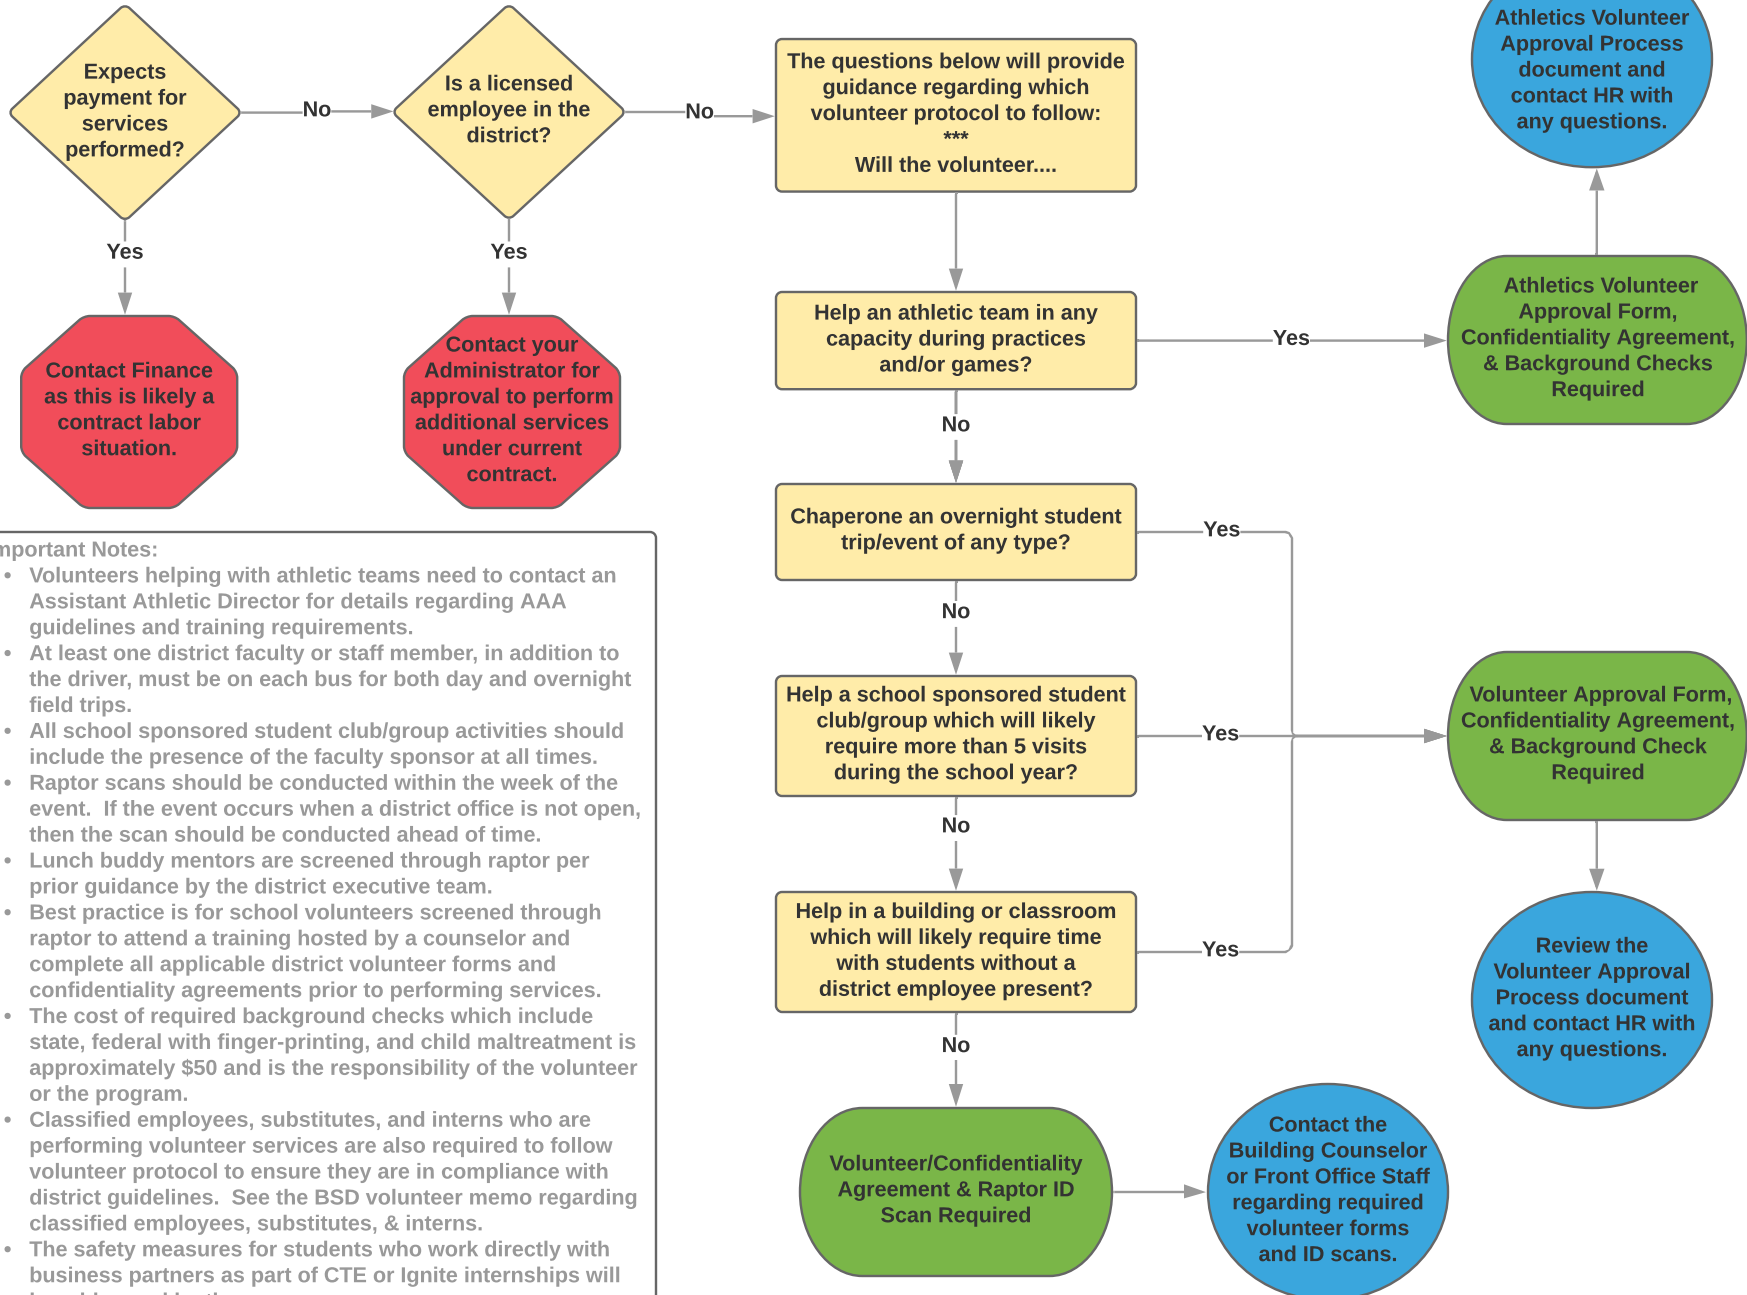 Expects
payment for
services
performed?
No
Is a licensed
employee in the
district?
No
The questions below will provide
guidance regarding which
volunteer protocol to follow:
***
Will the volunteer....
Athletics Volunteer
Approval Process
document and
contact HR with
any questions.
Yes
Yes
Contact Finance
as this is likely a
contract labor
situation.
Contact your
Administrator for
approval to perform
additional services
under current
contract.
Help an athletic team in any
capacity during practices
and/or games?
Yes
Athletics Volunteer
Approval Form,
Confidentiality Agreement,
& Background Checks
Required
No
Chaperone an overnight student
trip/event of any type?
Yes
No
Help a school sponsored student
club/group which will likely
require more than 5 visits
during the school year?
Yes
Volunteer Approval Form,
Confidentiality Agreement,
& Background Check
Required
No
Help in a building or classroom
which will likely require time
with students without a
district employee present?
Yes
Review the
Volunteer Approval
Process document
and contact HR with
any questions.
No
Volunteer/Confidentiality
Agreement & Raptor ID
Scan Required
Contact the
Building Counselor
or Front Office Staff
regarding required
volunteer forms
and ID scans.
mportant Notes:
• Volunteers helping with athletic teams need to contact an
Assistant Athletic Director for details regarding AAA
guidelines and training requirements.
• At least one district faculty or staff member, in addition to
the driver, must be on each bus for both day and overnight
field trips.
• All school sponsored student club/group activities should
include the presence of the faculty sponsor at all times.
• Raptor scans should be conducted within the week of the
event.  If the event occurs when a district office is not open,
then the scan should be conducted ahead of time.
• Lunch buddy mentors are screened through raptor per
prior guidance by the district executive team.
• Best practice is for school volunteers screened through
raptor to attend a training hosted by a counselor and
complete all applicable district volunteer forms and
confidentiality agreements prior to performing services.
• The cost of required background checks which include
state, federal with finger-printing, and child maltreatment is
approximately $50 and is the responsibility of the volunteer
or the program.
• Classified employees, substitutes, and interns who are
performing volunteer services are also required to follow
volunteer protocol to ensure they are in compliance with
district guidelines.  See the BSD volunteer memo regarding
classified employees, substitutes, & interns.
• The safety measures for students who work directly with
business partners as part of CTE or Ignite internships will